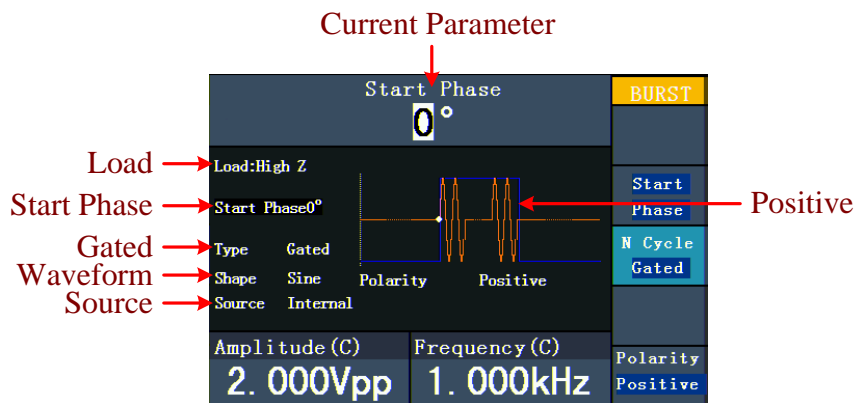 Current Parameter
Start Phase
0°
BURST
Load
Load:High Z
Start Phase
Start Phase0°
Start
Phase
Positive
Gated
Type Gated
N Cycle
Gated
Waveform
Shape Sine
Polarity Positive
Source
Source Internal
Amplitude(C)
2.000Vpp
Frequency(C)
1.000kHz
Polarity
Positive